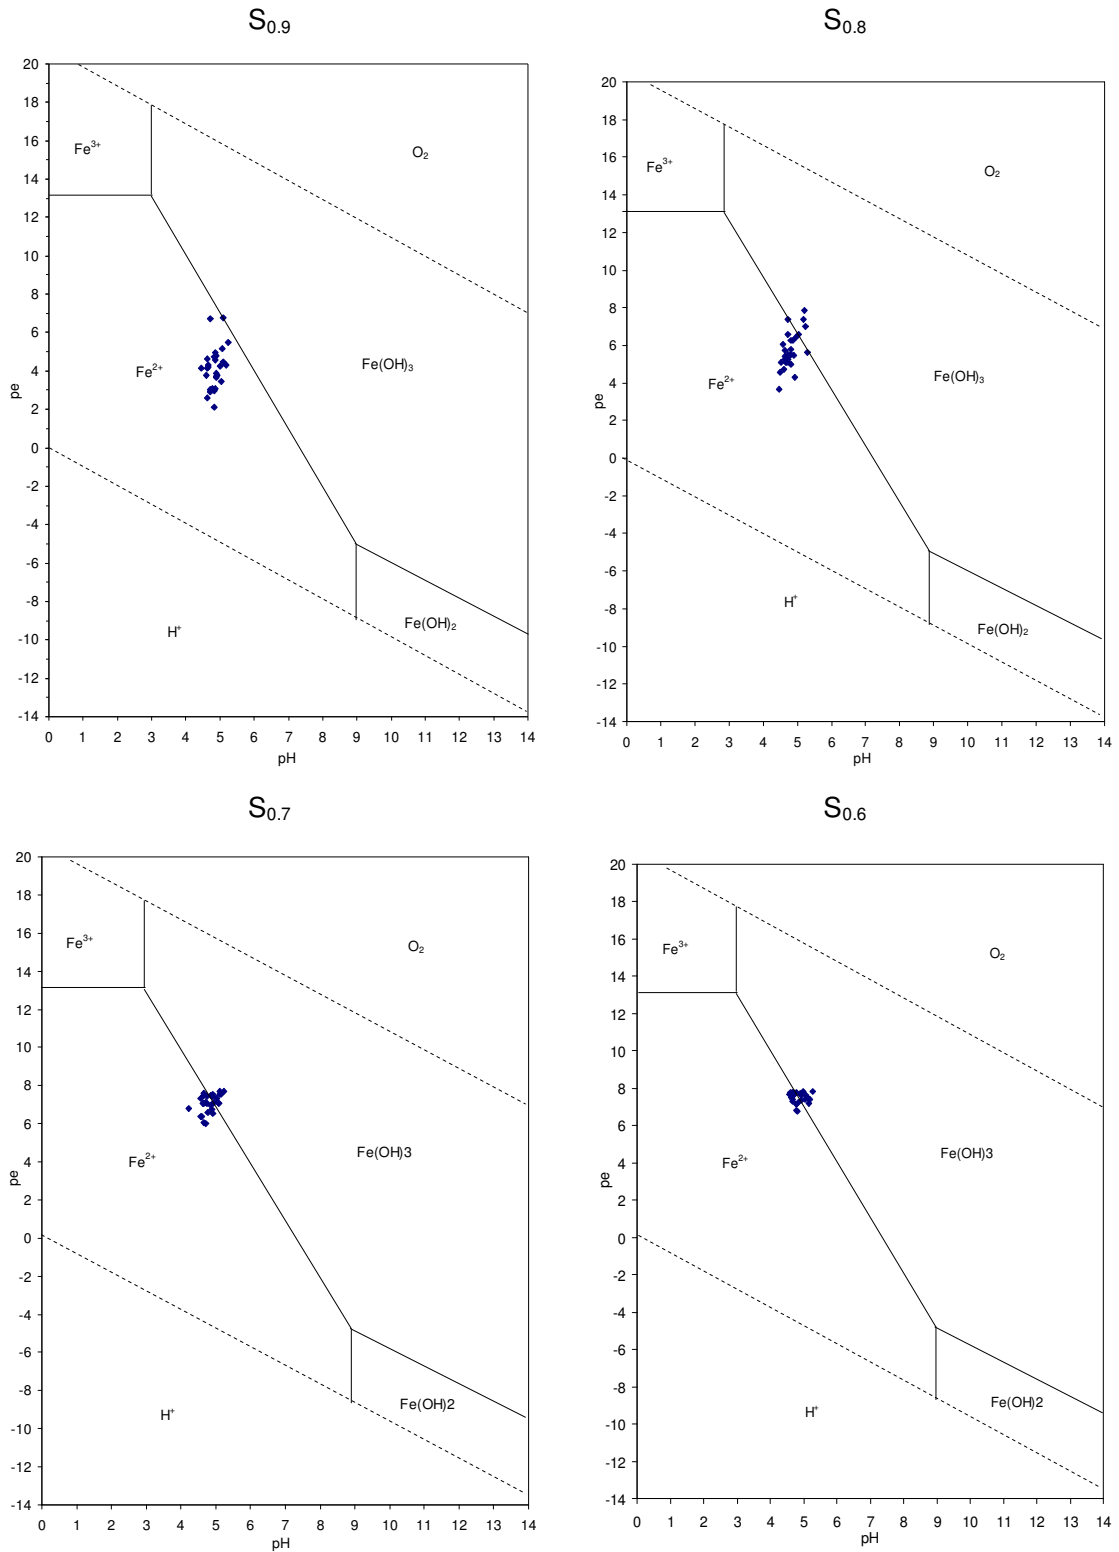 S0.9
20
18
16
14
12
10
8
6
4
2
0
-2
-4
-6
-8
-10
-12
-14
pe
Fe3+
O2
Fe2+
Fe(OH)3
Fe(OH)2
H+
0 1 2 3 4 5 6 7 8 9 10 11 12 13 14
pH
S0.8
20
18
16
14
12
10
8
6
4
2
0
-2
-4
-6
-8
-10
-12
-14
pe
Fe3+
O2
Fe2+
Fe(OH)3
H+
Fe(OH)2
0 1 2 3 4 5 6 7 8 9 10 11 12 13 14
pH
S0.7
20
18
16
14
12
10
8
6
4
2
0
-2
-4
-6
-8
-10
-12
-14
pe
Fe3+
O2
Fe2+
Fe(OH)3
Fe(OH)2
H+
0 1 2 3 4 5 6 7 8 9 10 11 12 13 14
pH
S0.6
20
18
16
14
12
10
8
6
4
2
0
-2
-4
-6
-8
-10
-12
-14
pe
Fe3+
O2
Fe2+
Fe(OH)3
Fe(OH)2
H+
0 1 2 3 4 5 6 7 8 9 10 11 12 13 14
pH